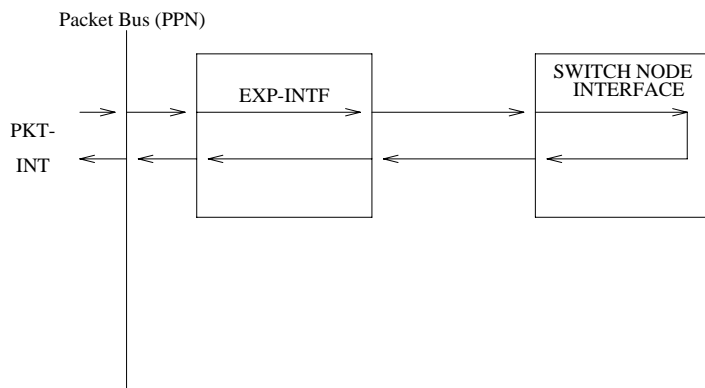 Packet Bus (PPN)
EXP-INTF
SWITCH NODE
INTERFACE
PKT-
INT